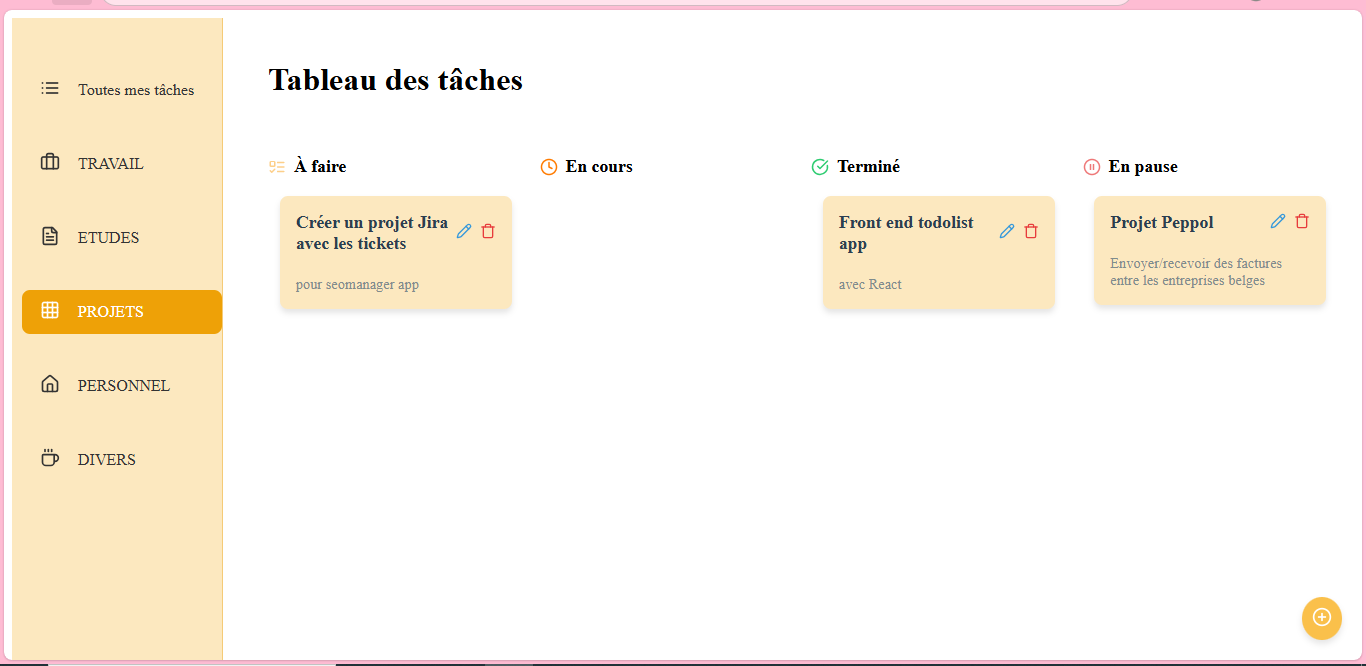 Tableau des tâches
Toutes mes tâches
TRAVAIL
ETUDES
PROJETS
PERSONNEL
DIVERS
À faire
Créer un projet Jira
avec les tickets
pour seomanager app
En cours
Terminé
Front end todolist
app
avec React
En pause
Projet Peppol
Envoyer/recevoir des factures
entre les entreprises belges